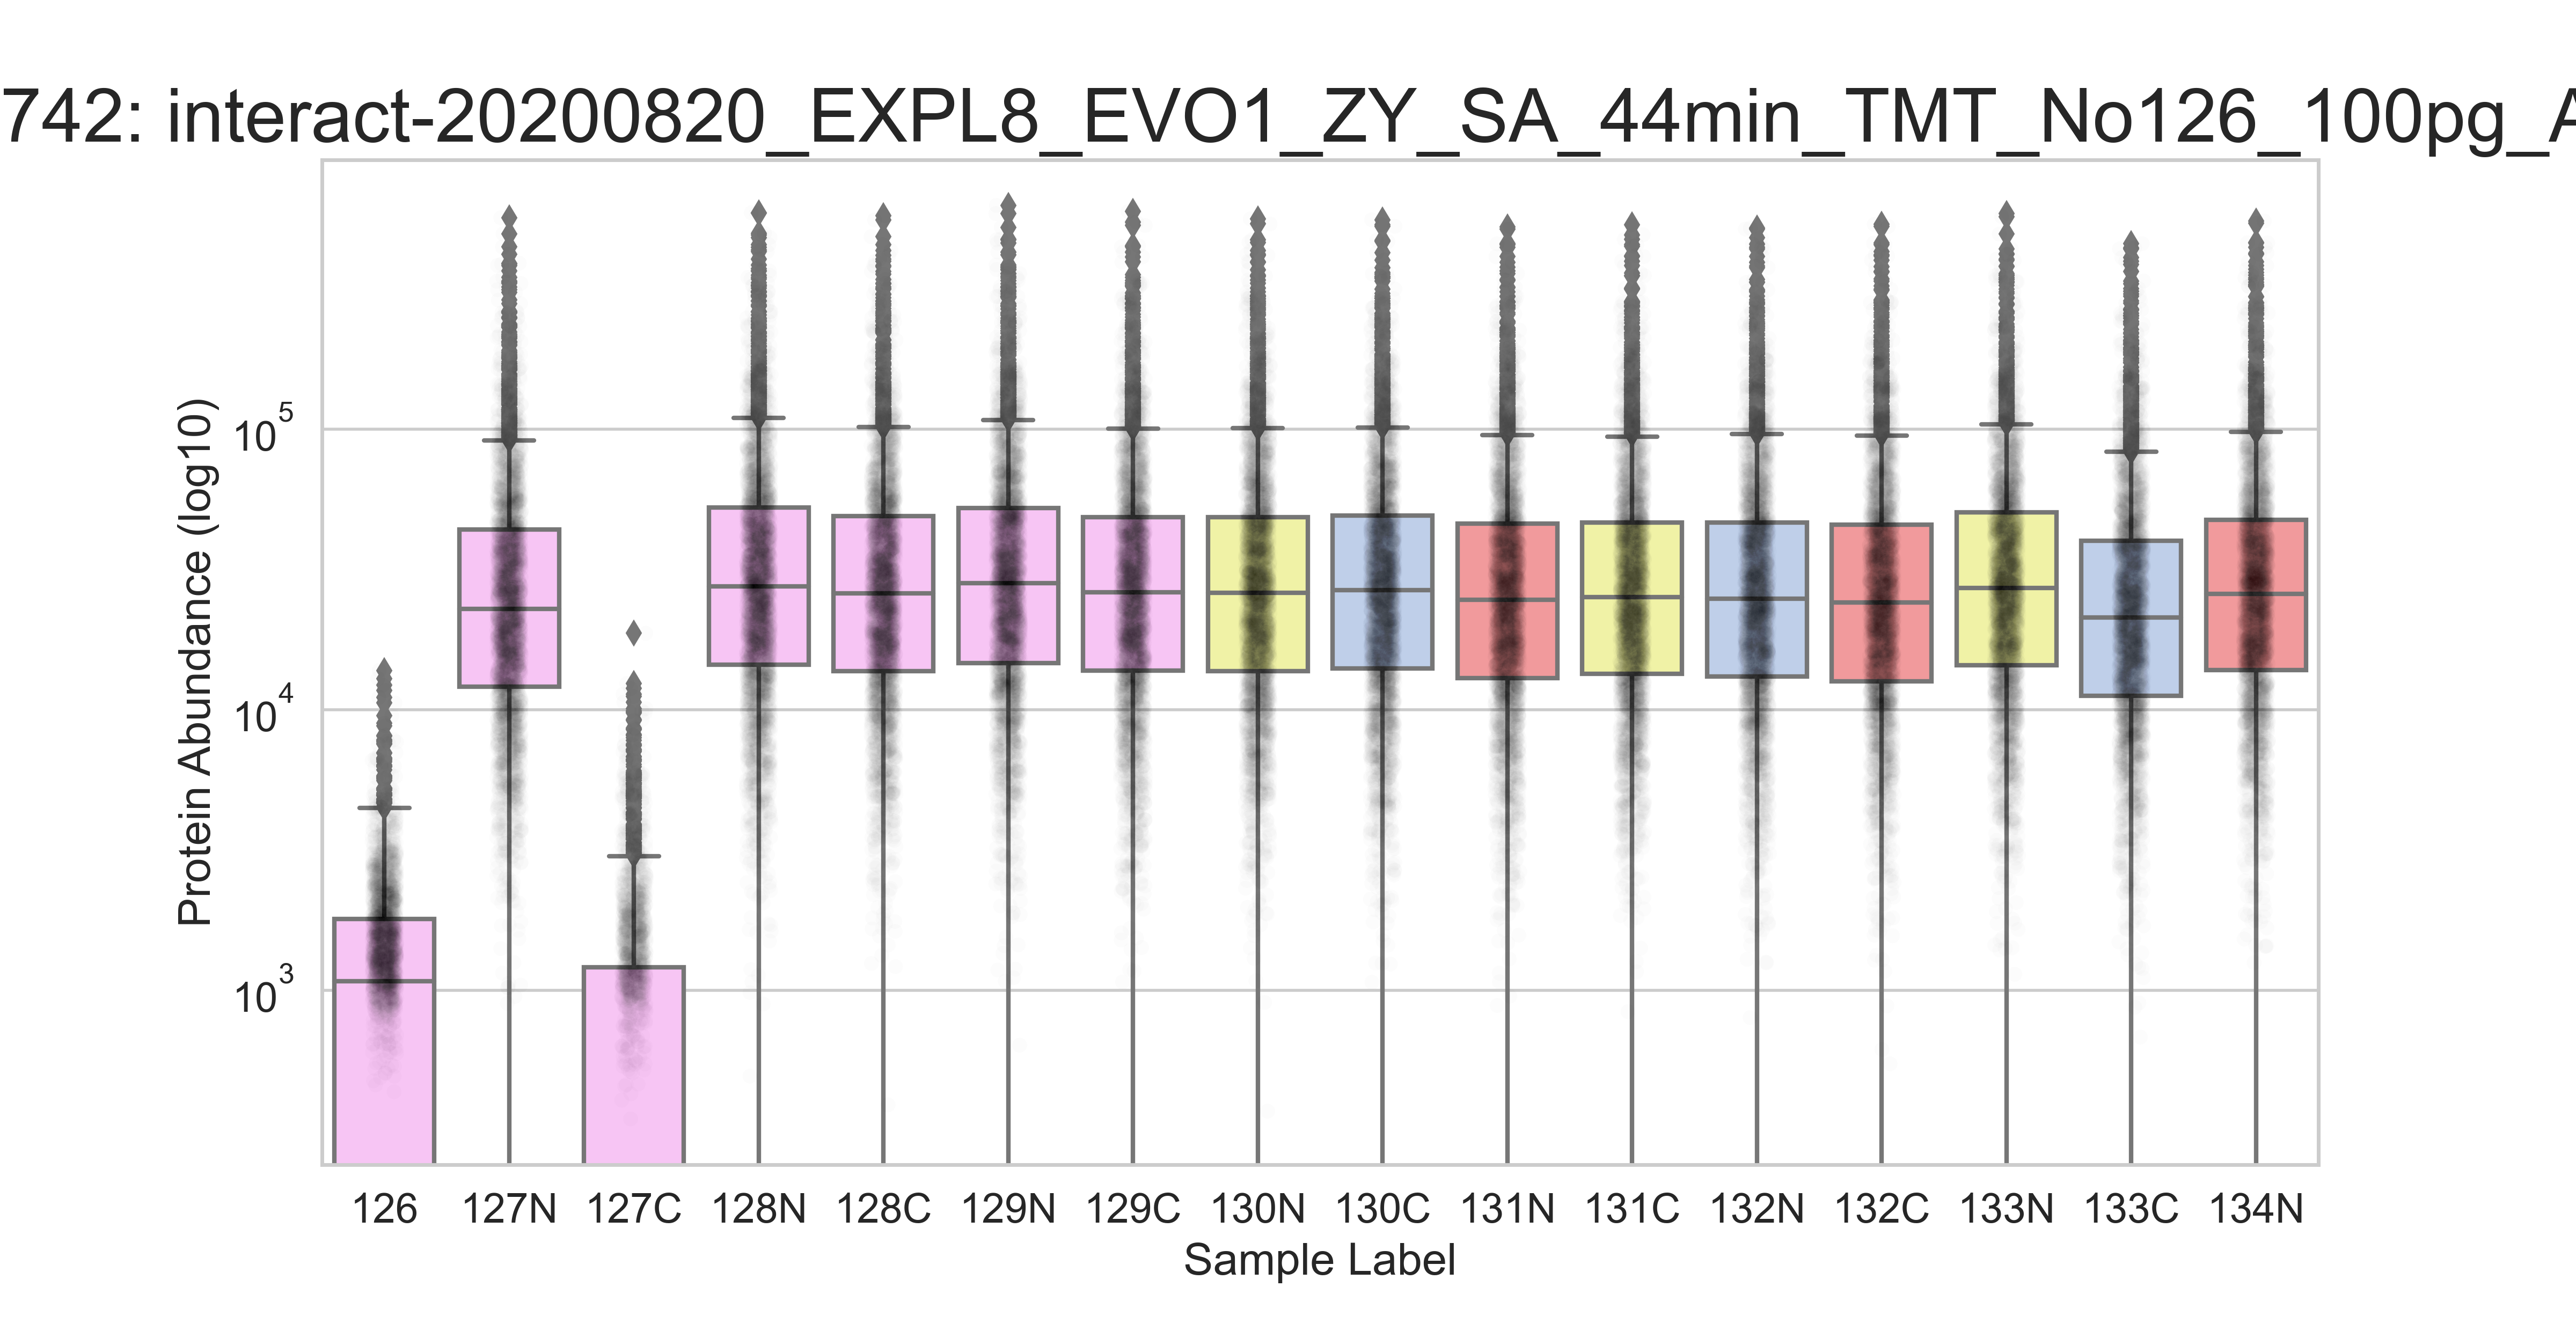 742: interact-20200820_EXPL8_EVO1_ZY_SA_44min_TMT_No126_100pg_A
Protein Abundance (log10)
10^5
10^4
10^3
126 127N 127C 128N 128C 129N 129C 130N 130C 131N 131C 132N 132C 133N 133C 134N
Sample Label